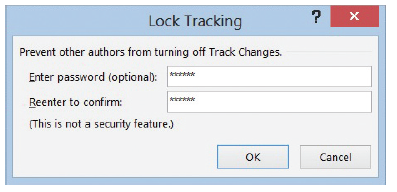 Lock Tracking
? x
Prevent other authors from turning off Track Changes.
Enter password (optional): ******
Reenter to confirm: ******
(This is not a security feature.)
OK Cancel